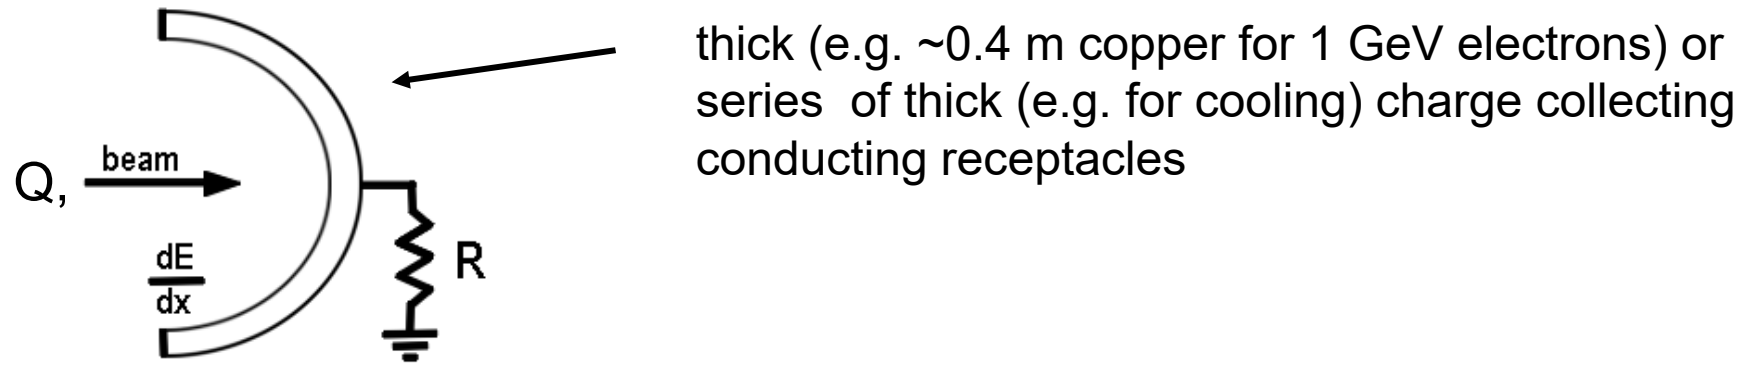 thick (e.g. ~0.4 m copper for 1 GeV electrons) or
series of thick (e.g. for cooling) charge collecting
conducting receptacles
Q,
beam
dE
dx
R